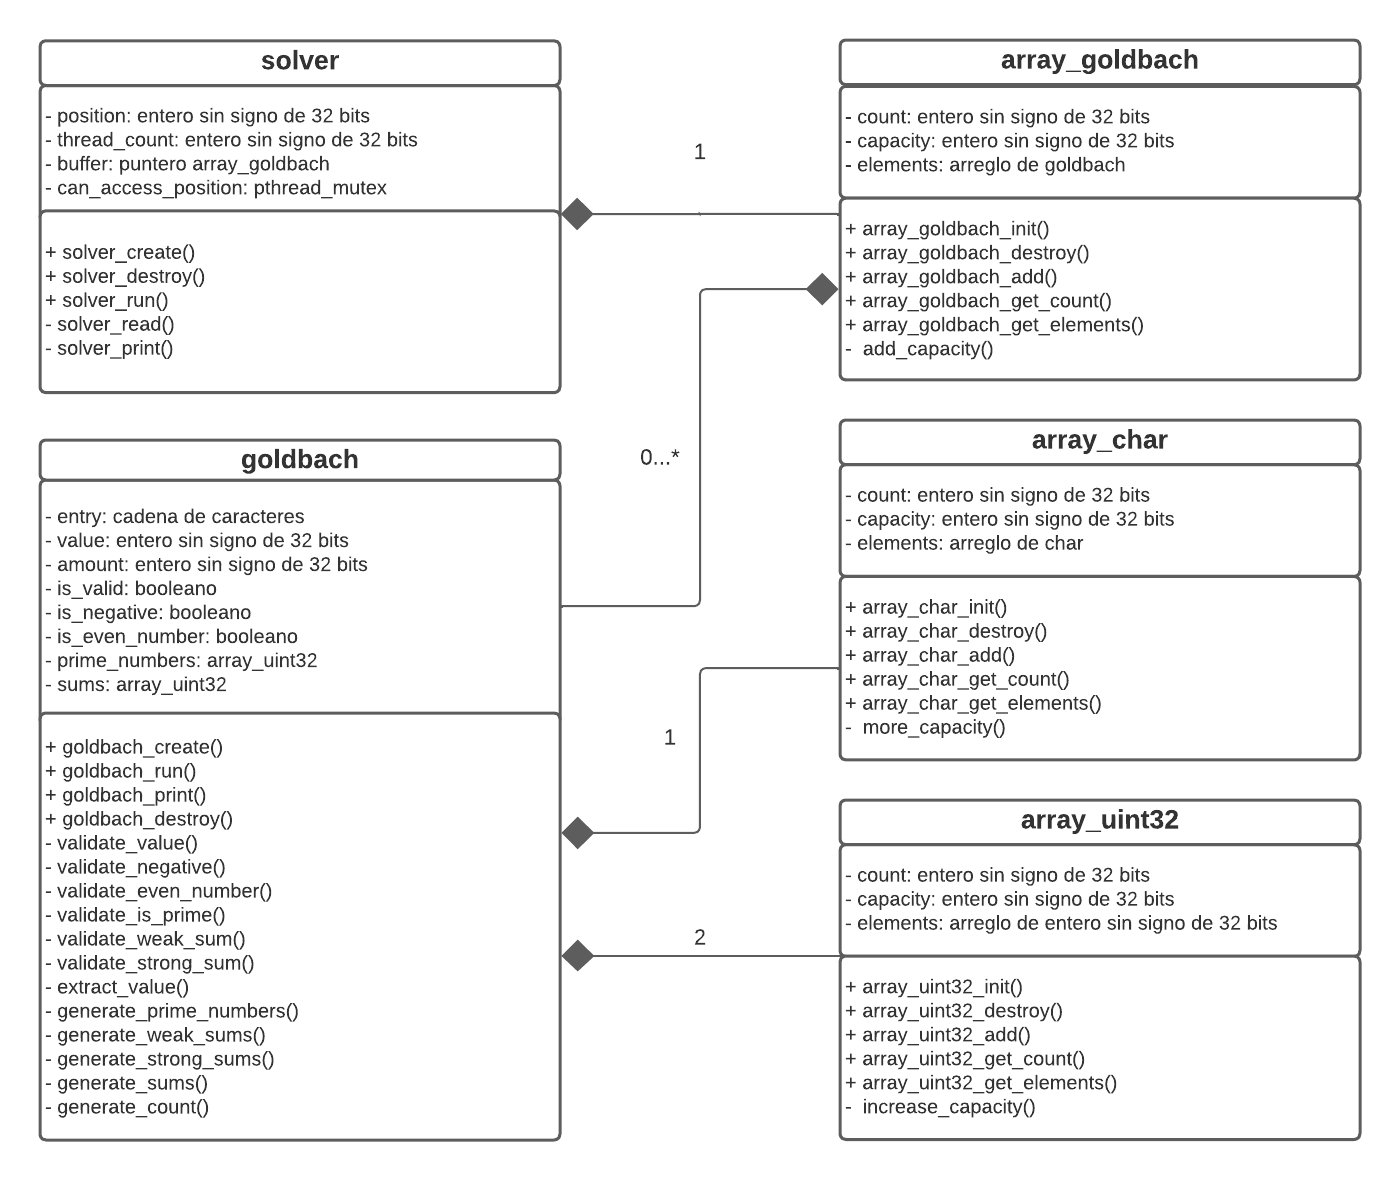 solver
- position: entero sin signo de 32 bits
- thread_count: entero sin signo de 32 bits
- buffer: puntero array_goldbach
- can_access_position: pthread_mutex
+ solver_create()
+ solver_destroy()
+ solver_run()
- solver_read()
- solver_print()
1
array_goldbach
- count: entero sin signo de 32 bits
- capacity: entero sin signo de 32 bits
- elements: arreglo de goldbach
+ array_goldbach_init()
+ array_goldbach_destroy()
+ array_goldbach_add()
+ array_goldbach_get_count()
+ array_goldbach_get_elements()
- add_capacity()
0...*
goldbach
- entry: cadena de caracteres
- value: entero sin signo de 32 bits
- amount: entero sin signo de 32 bits
- is_valid: booleano
- is_negative: booleano
- is_even_number: booleano
- prime_numbers: array_uint32
- sums: array_uint32
+ goldbach_create()
+ goldbach_run()
+ goldbach_print()
+ goldbach_destroy()
- validate_value()
- validate_negative()
- validate_even_number()
- validate_is_prime()
- validate_weak_sum()
- validate_strong_sum()
- extract_value()
- generate_prime_numbers()
- generate_weak_sums()
- generate_strong_sums()
- generate_sums()
- generate_count()
array_char
- count: entero sin signo de 32 bits
- capacity: entero sin signo de 32 bits
- elements: arreglo de char
+ array_char_init()
+ array_char_destroy()
+ array_char_add()
+ array_char_get_count()
+ array_char_get_elements()
- more_capacity()
1
2
array_uint32
- count: entero sin signo de 32 bits
- capacity: entero sin signo de 32 bits
- elements: arreglo de entero sin signo de 32 bits
+ array_uint32_init()
+ array_uint32_destroy()
+ array_uint32_add()
+ array_uint32_get_count()
+ array_uint32_get_elements()
- increase_capacity()